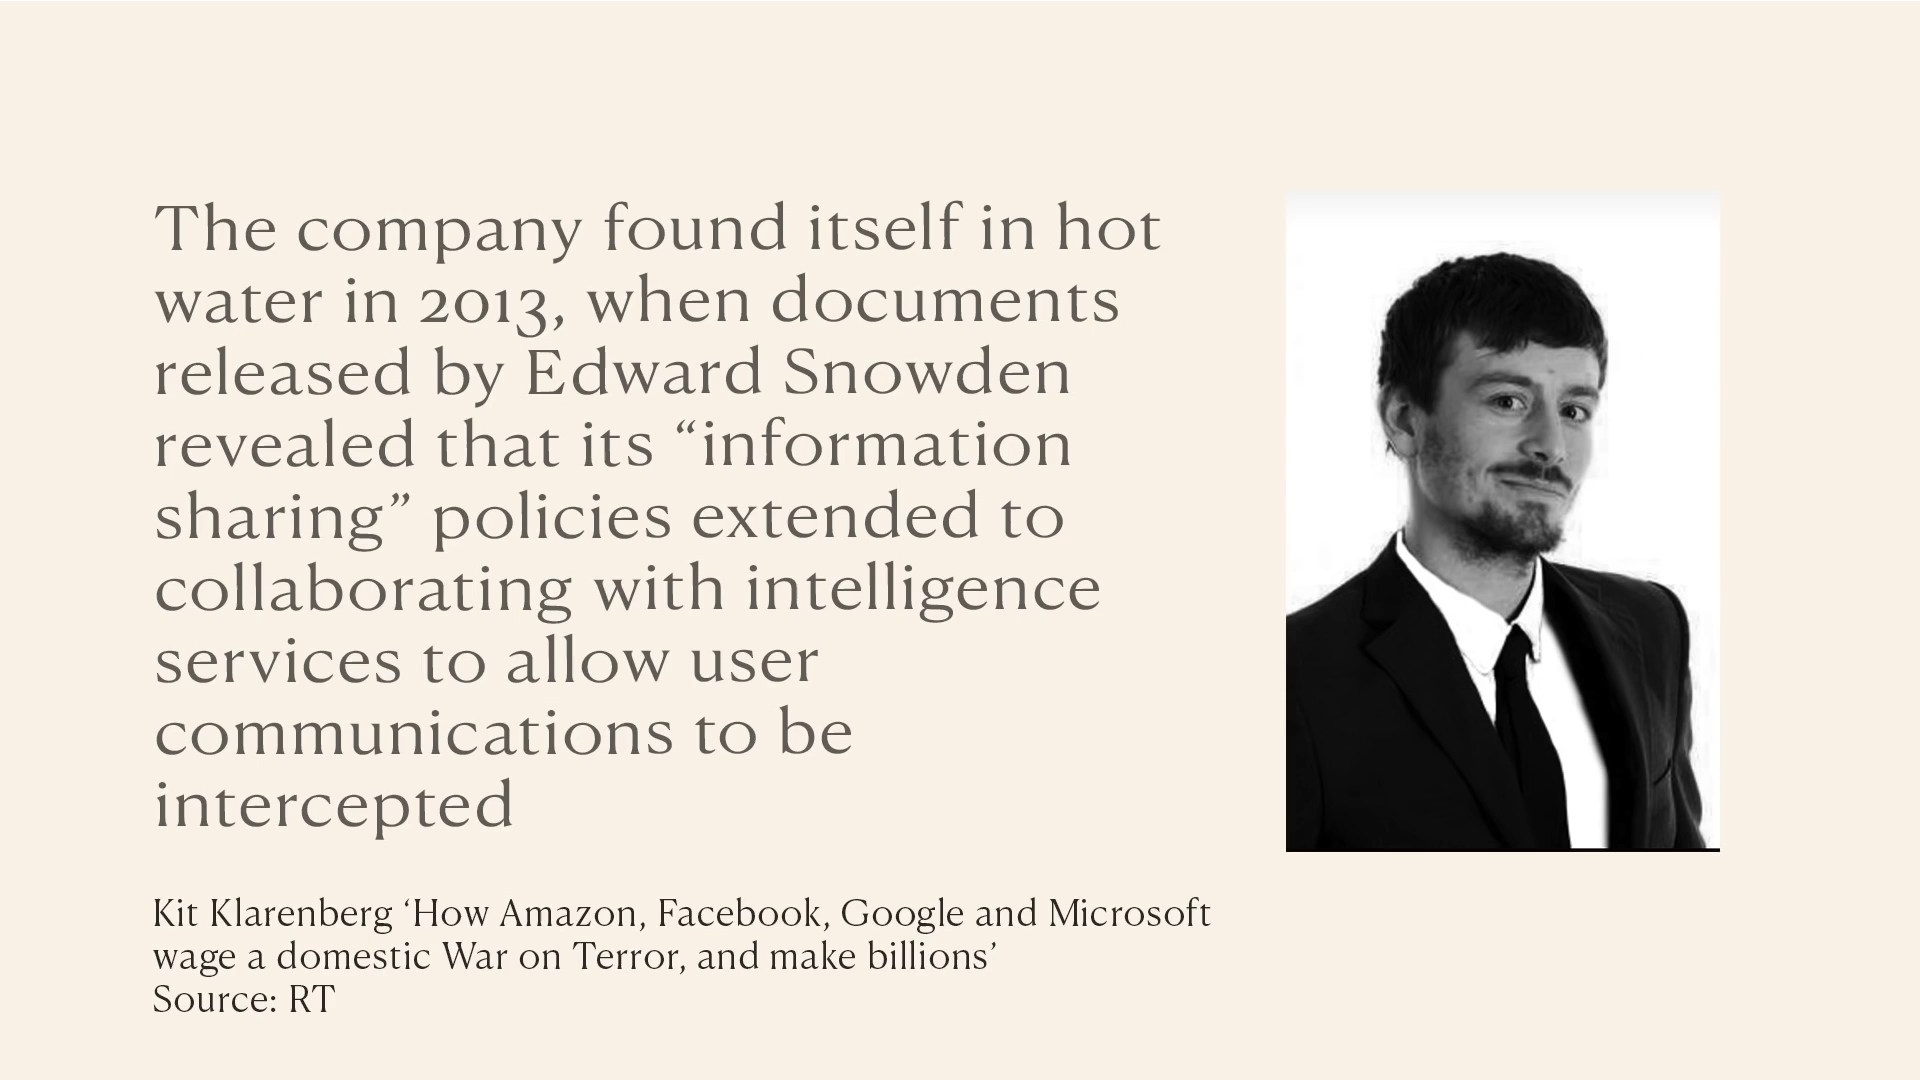 The company found itself in hot
water in 2013, when documents
released by Edward Snowden
revealed that its “information
sharing” policies extended to
collaborating with intelligence
services to allow user
communications to be
intercepted
Kit Klarenberg ‘How Amazon, Facebook, Google and Microsoft
wage a domestic War on Terror, and make billions’
Source: RT